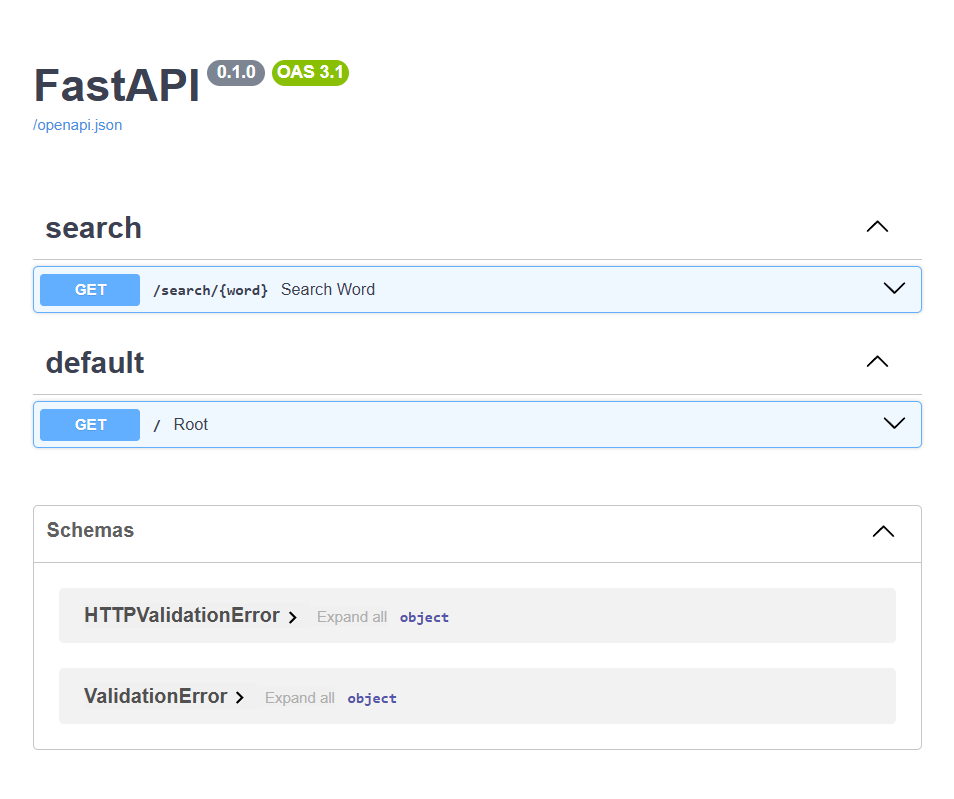 FastAPI 0.1.0 OAS 3.1
/openapi.json
search
GET /search/{word} Search Word
default
GET / Root
Schemas
HTTPValidationError Expand all object
ValidationError Expand all object